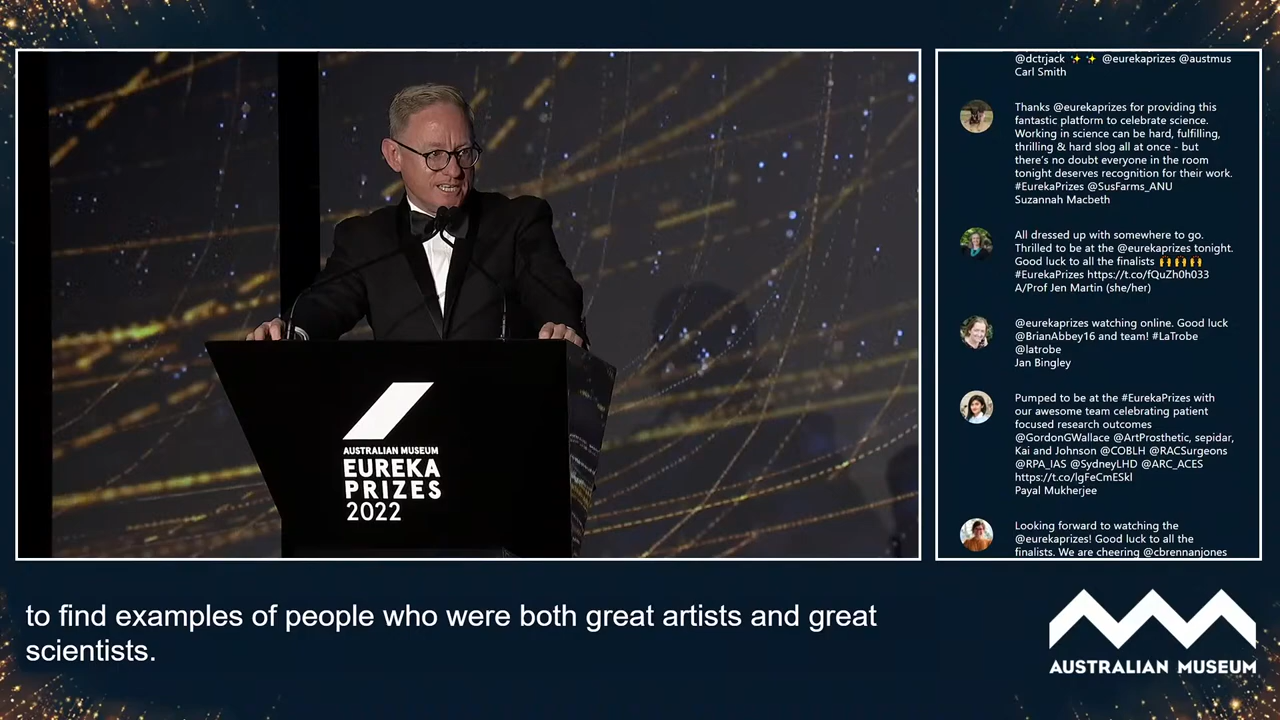 AUSTRALIAN MUSEUM
EUREKA
PRIZES
2022
@dctrjack ✨ ✨ @eurekaprizes @austmus
Carl Smith
Thanks @eurekaprizes for providing this
fantastic platform to celebrate science.
Working in science can be hard, fulfilling,
thrilling & hard slog all at once - but
there's no doubt everyone in the room
tonight deserves recognition for their work.
#EurekaPrizes @SusFarms_ANU
Suzannah Macbeth
All dressed up with somewhere to go.
Thrilled to be at the @eurekaprizes tonight.
Good luck to all the finalists 🙌🙌🙌
#EurekaPrizes https://t.co/fQuZh0h033
A/Prof Jen Martin (she/her)
@eurekaprizes watching online. Good luck
@BrianAbbey16 and team! #LaTrobe
@latrobe
Jan Bingley
Pumped to be at the #EurekaPrizes with
our awesome team celebrating patient
focused research outcomes
@GordonGWallace @ArtProsthetic, sepidar,
Kai and Johnson @COBLH @RACSurgeons
@RPA_IAS @SydneyLHD @ARC_ACES
https://t.co/lgFeCmESkI
Payal Mukherjee
Looking forward to watching the
@eurekaprizes! Good luck to all the
finalists. We are cheering @cbrennanjones
to find examples of people who were both great artists and great
scientists.
AUSTRALIAN MUSEUM